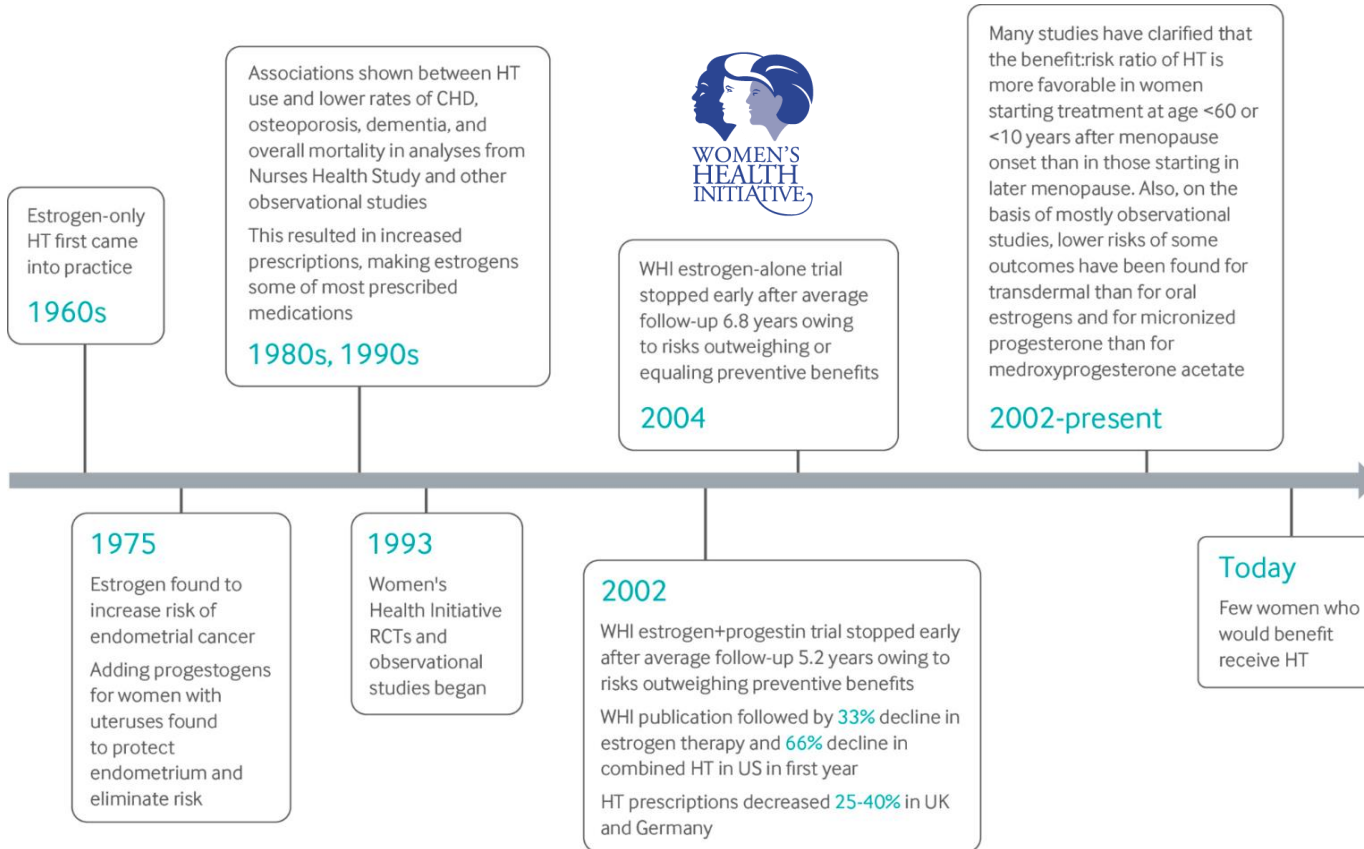 Estrogen-only
HT first came
into practice
1960s
1975
Estrogen found to
increase risk of
endometrial cancer
Adding progestogens
for women with
uteruses found
to protect
endometrium and
eliminate risk
Associations shown between HT
use and lower rates of CHD,
osteoporosis, dementia, and
overall mortality in analyses from
Nurses Health Study and other
observational studies
This resulted in increased
prescriptions, making estrogens
some of most prescribed
medications
1980s, 1990s
1993
Women's
Health Initiative
RCTs and
observational
studies began
WOMEN'S
HEALTH
INITIATIVE
2002
WHI estrogen+progestin trial stopped early
after average follow-up 5.2 years owing to
risks outweighing preventive benefits
WHI publication followed by 33% decline in
estrogen therapy and 66% decline in
combined HT in US in first year
HT prescriptions decreased 25-40% in UK
and Germany
WHI estrogen-alone trial
stopped early after average
follow-up 6.8 years owing
to risks outweighing or
equaling preventive benefits
2004
Many studies have clarified that
the benefit:risk ratio of HT is
more favorable in women
starting treatment at age <60 or
<10 years after menopause
onset than in those starting in
later menopause. Also, on the
basis of mostly observational
studies, lower risks of some
outcomes have been found for
transdermal than for oral
estrogens and for micronized
progesterone than for
medroxyprogesterone acetate
2002-present
Today
Few women who
would benefit
receive HT